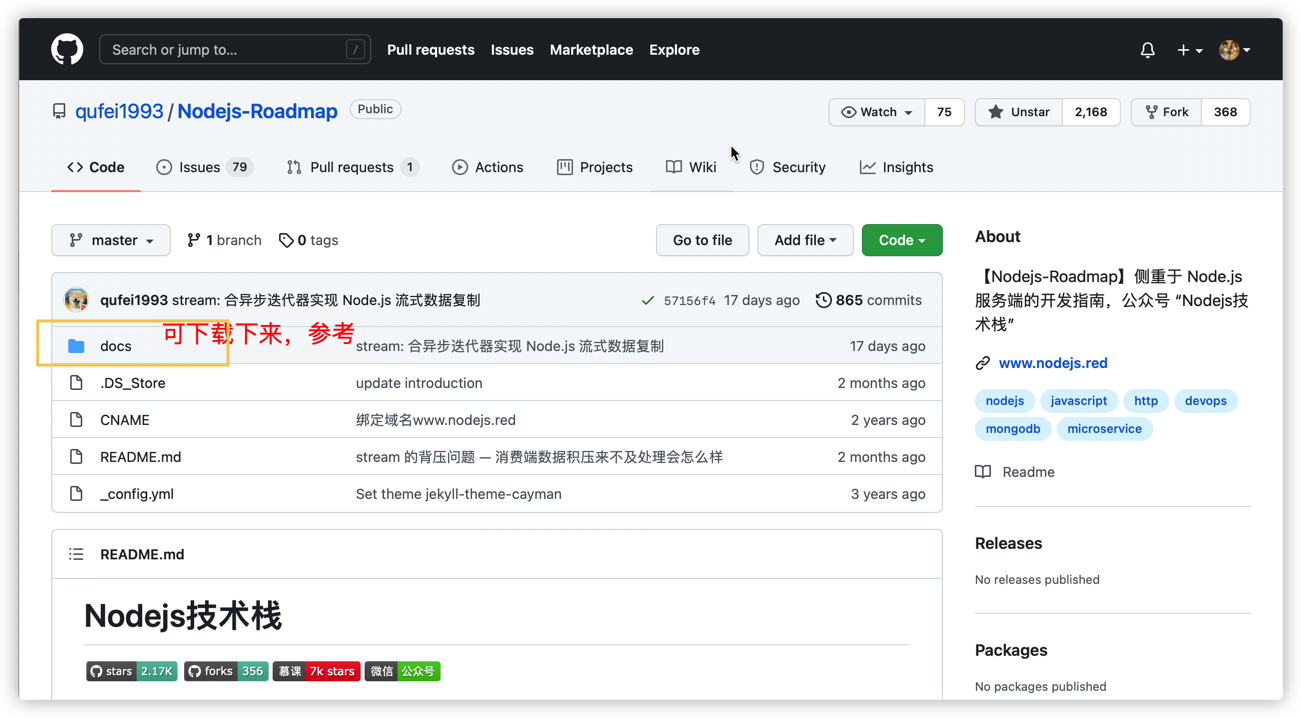 Search or jump to... /
Pull requests Issues Marketplace Explore
qufei1993 / Nodejs-Roadmap Public
Watch 75 Unstar 2,168 Fork 368
Code Issues 79 Pull requests 1 Actions Projects Wiki Security Insights
master 1 branch 0 tags Go to file Add file Code
qufei1993 stream: 合异步迭代器实现 Node.js 流式数据复制 57156f4 17 days ago 865 commits
可下载下来，参考
docs stream: 合异步迭代器实现 Node.js 流式数据复制 17 days ago
.DS_Store update introduction 2 months ago
CNAME 绑定域名www.nodejs.red 2 years ago
README.md stream 的背压问题 — 消费端数据积压来不及处理会怎么样 2 months ago
_config.yml Set theme jekyll-theme-cayman 3 years ago
README.md
Nodejs技术栈
stars 2.17K forks 356 慕课 7k stars 微信 公众号
About
【Nodejs-Roadmap】侧重于 Node.js
服务端的开发指南，公众号 “Nodejs技
术栈”
www.nodejs.red
nodejs javascript http devops
mongodb microservice
Readme
Releases
No releases published
Packages
No packages published